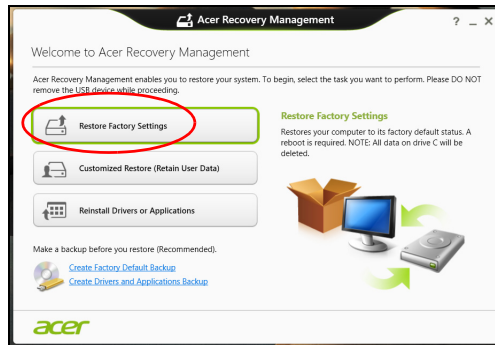 Acer Recovery Management
? _ X
Welcome to Acer Recovery Management
Acer Recovery Management enables you to restore your system. To begin, select the task you want to perform. Please DO NOT
remove the USB device while proceeding.
Restore Factory Settings
Customized Restore (Retain User Data)
Reinstall Drivers or Applications
Restore Factory Settings
Restores your computer to its factory default status. A
reboot is required. NOTE: All data on drive C will be
deleted.
Make a backup before you restore (Recommended).
Create Factory Default Backup
Create Drivers and Applications Backup
acer